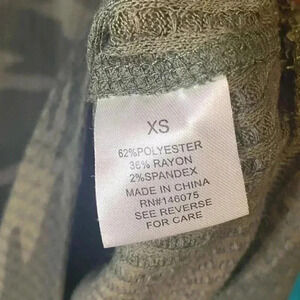 XS
62%POLYESTER
36% RAYON
2%SPANDEX
MADE IN CHINA
RN#146075
SEE REVERSE
FOR CARE